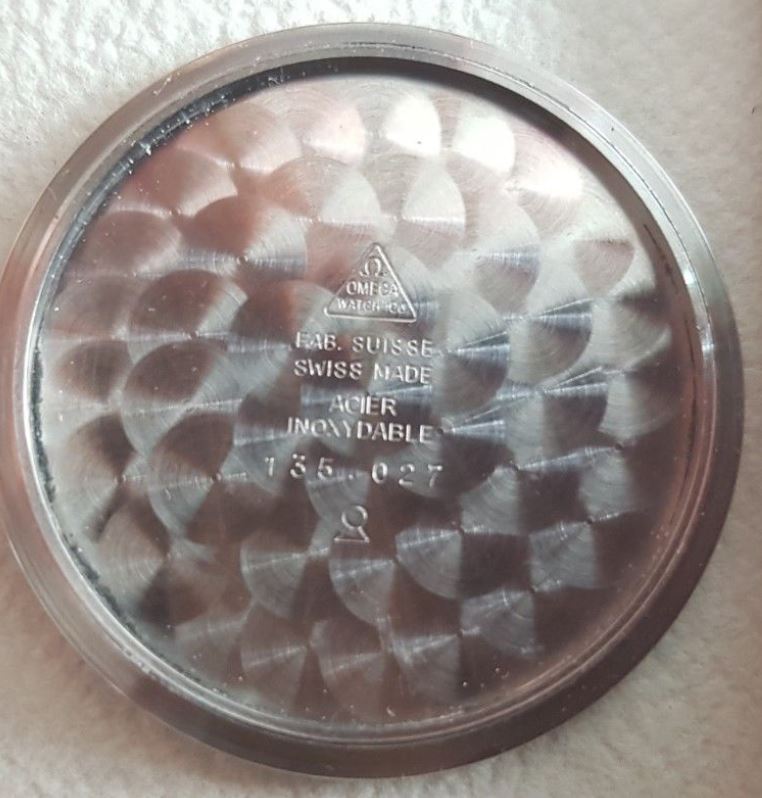 Ω
OMEGA
WATCH Co
FAB. SUISSE
SWISS MADE
ACIER
INOXYDABLE
135.027